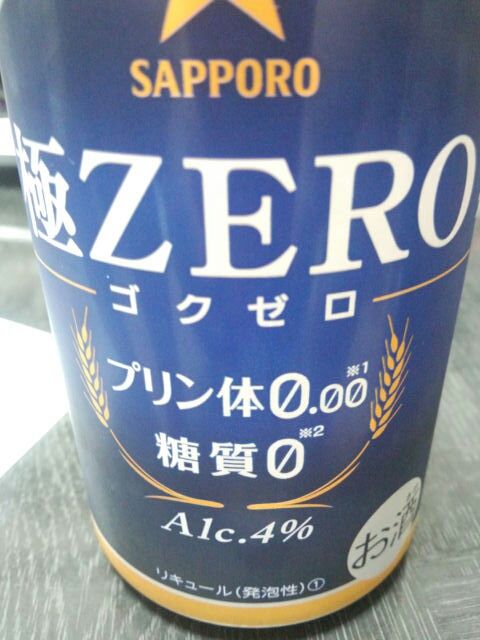 SAPPORO
極ZERO
ゴクゼロ
プリン体0.00※1
糖質0※2
Alc.4%
お酒
リキュール(発泡性)①